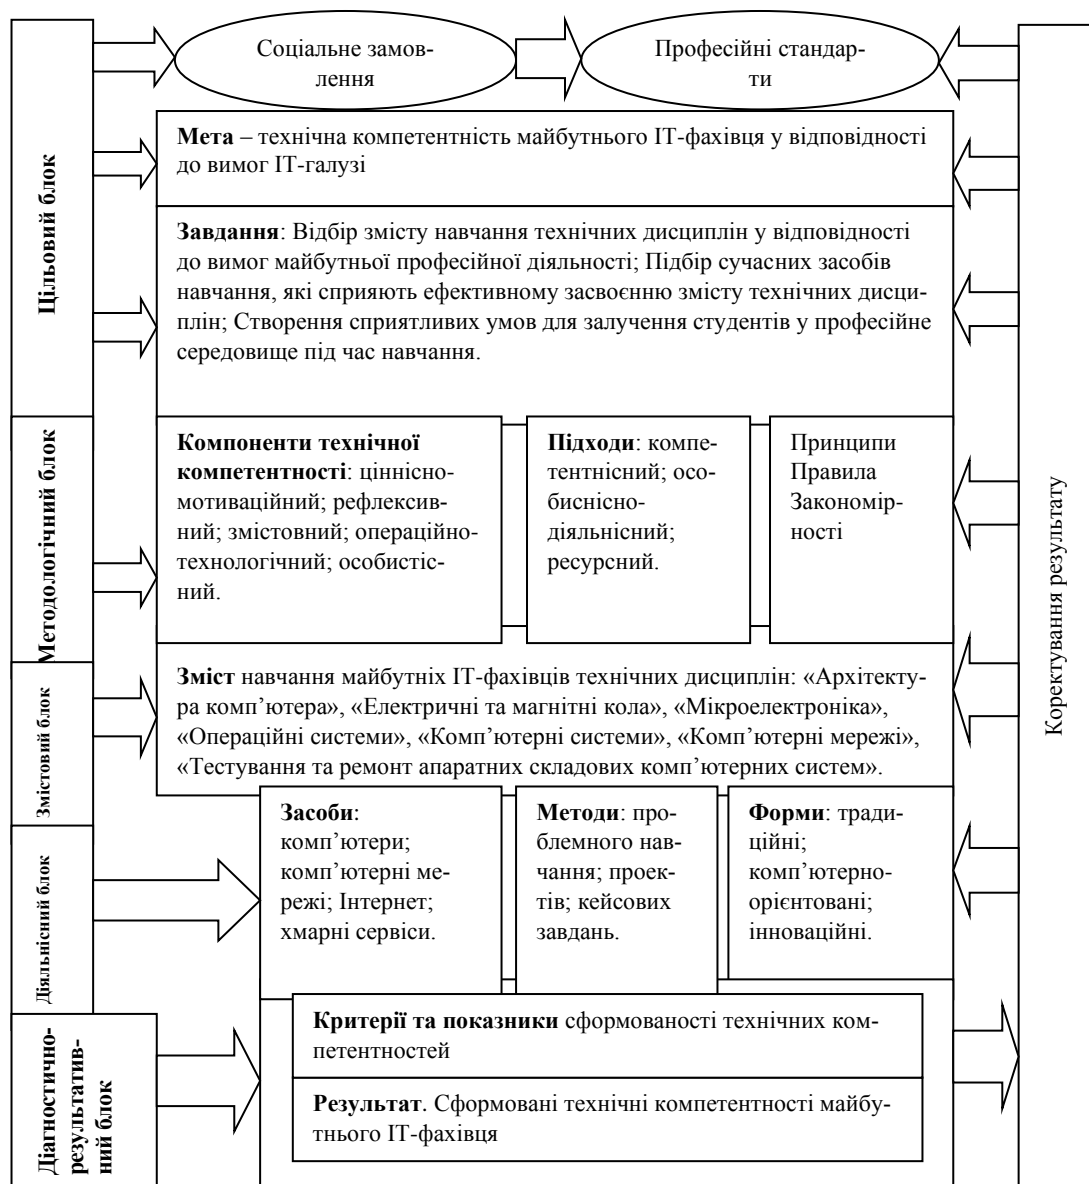 Соціальне замов-
лення
Професійні стандар-
ти
Цільовий блок
Мета – технічна компетентність майбутнього ІТ-фахівця у відповідності
до вимог ІТ-галузі
Завдання: Відбір змісту навчання технічних дисциплін у відповідності
до вимог майбутньої професійної діяльності; Підбір сучасних засобів
навчання, які сприяють ефективному засвоєнню змісту технічних дисци-
плін; Створення сприятливих умов для залучення студентів у професійне
середовище під час навчання.
Методологічний блок
Компоненти технічної
компетентності: ціннісно-
мотиваційний; рефлексив-
ний; змістовний; операційно-
технологічний; особистіс-
ний.
Підходи: компе-
тентнісний; осо-
биснісно-
діяльнісний;
ресурсний.
Принципи
Правила
Закономір-
ності
Змістовий блок
Зміст навчання майбутніх ІТ-фахівців технічних дисциплін: «Архітекту-
ра комп’ютера», «Електричні та магнітні кола», «Мікроелектроніка»,
«Операційні системи», «Комп’ютерні системи», «Комп’ютерні мережі»,
«Тестування та ремонт апаратних складових комп’ютерних систем».
Діяльнісний блок
Засоби:
комп’ютери;
комп’ютерні ме-
режі; Інтернет;
хмарні сервіси.
Методи: про-
блемного нав-
чання; проек-
тів; кейсових
завдань.
Форми: тради-
ційні;
комп’ютерно-
орієнтовані;
інноваційні.
Діагностично-
результатив-
ний блок
Критерії та показники сформованості технічних ком-
петентностей
Результат. Сформовані технічні компетентності майбу-
тнього ІТ-фахівця
Коректування результату